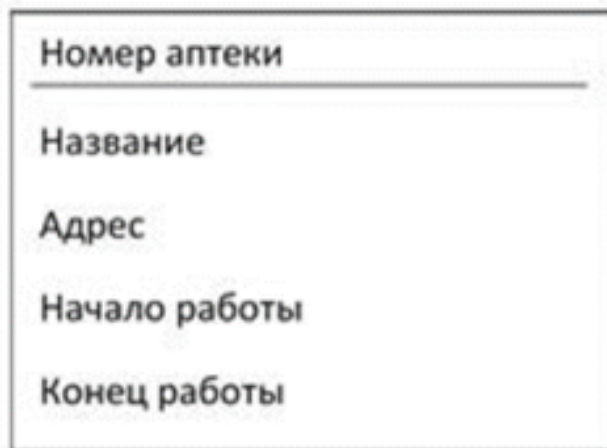 Номер аптеки
Название
Адрес
Начало работы
Конец работы